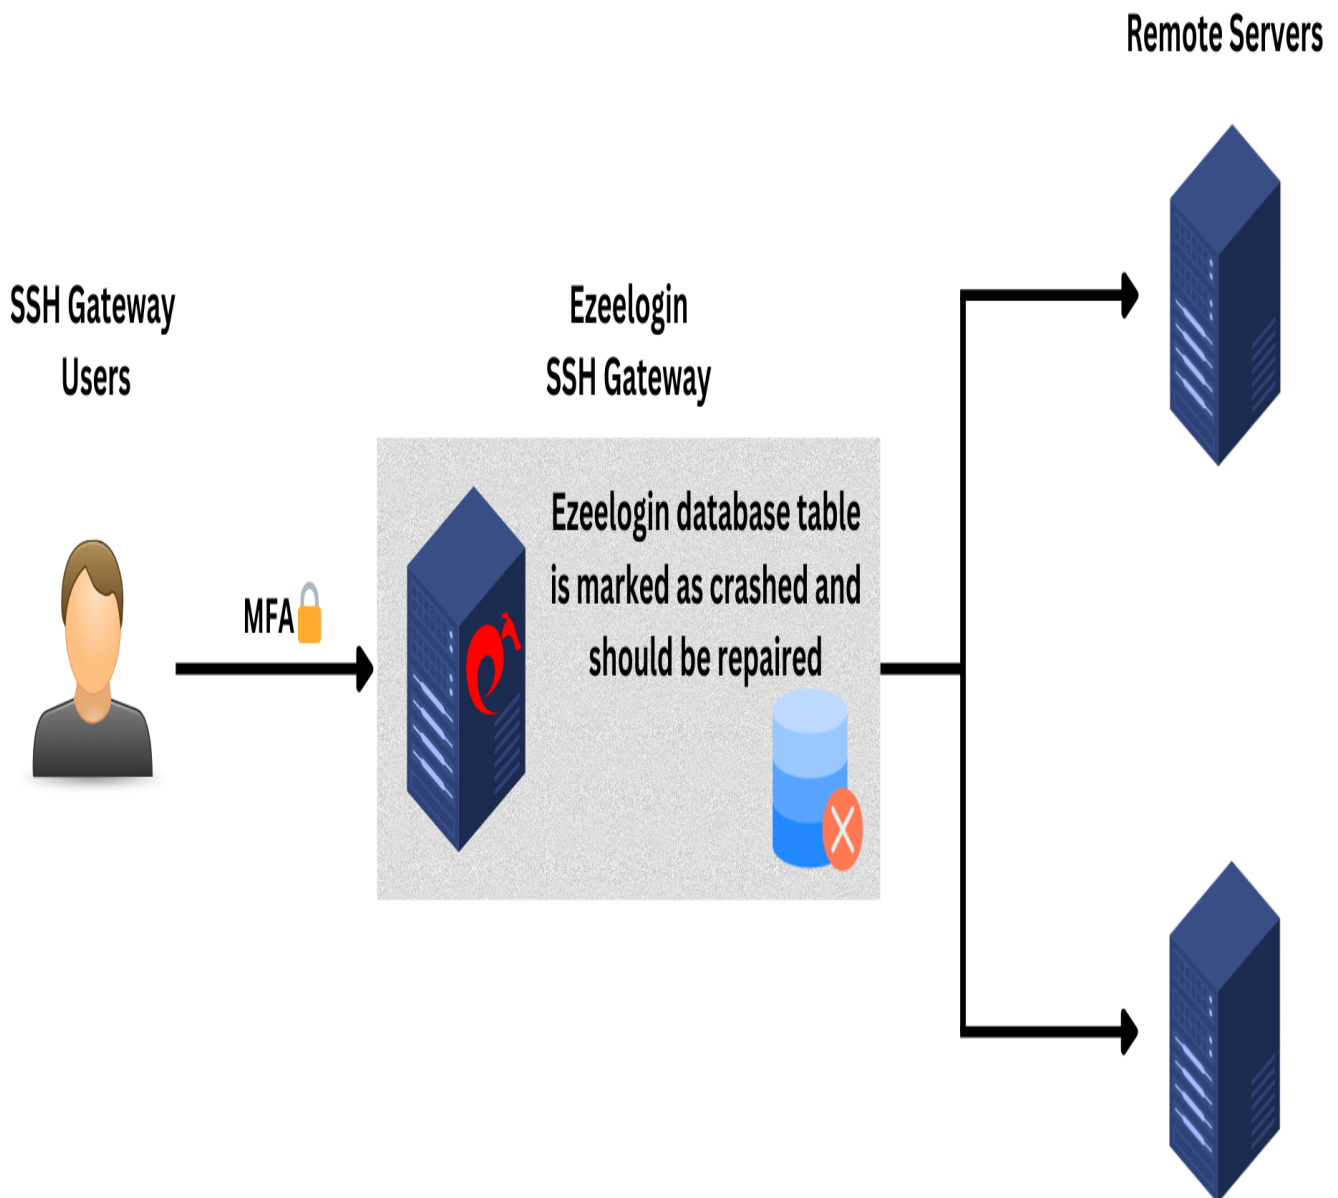 Remote Servers
SSH Gateway
Users
Ezeelogin
SSH Gateway
MFA
Ezeelogin database table
is marked as crashed and
should be repaired